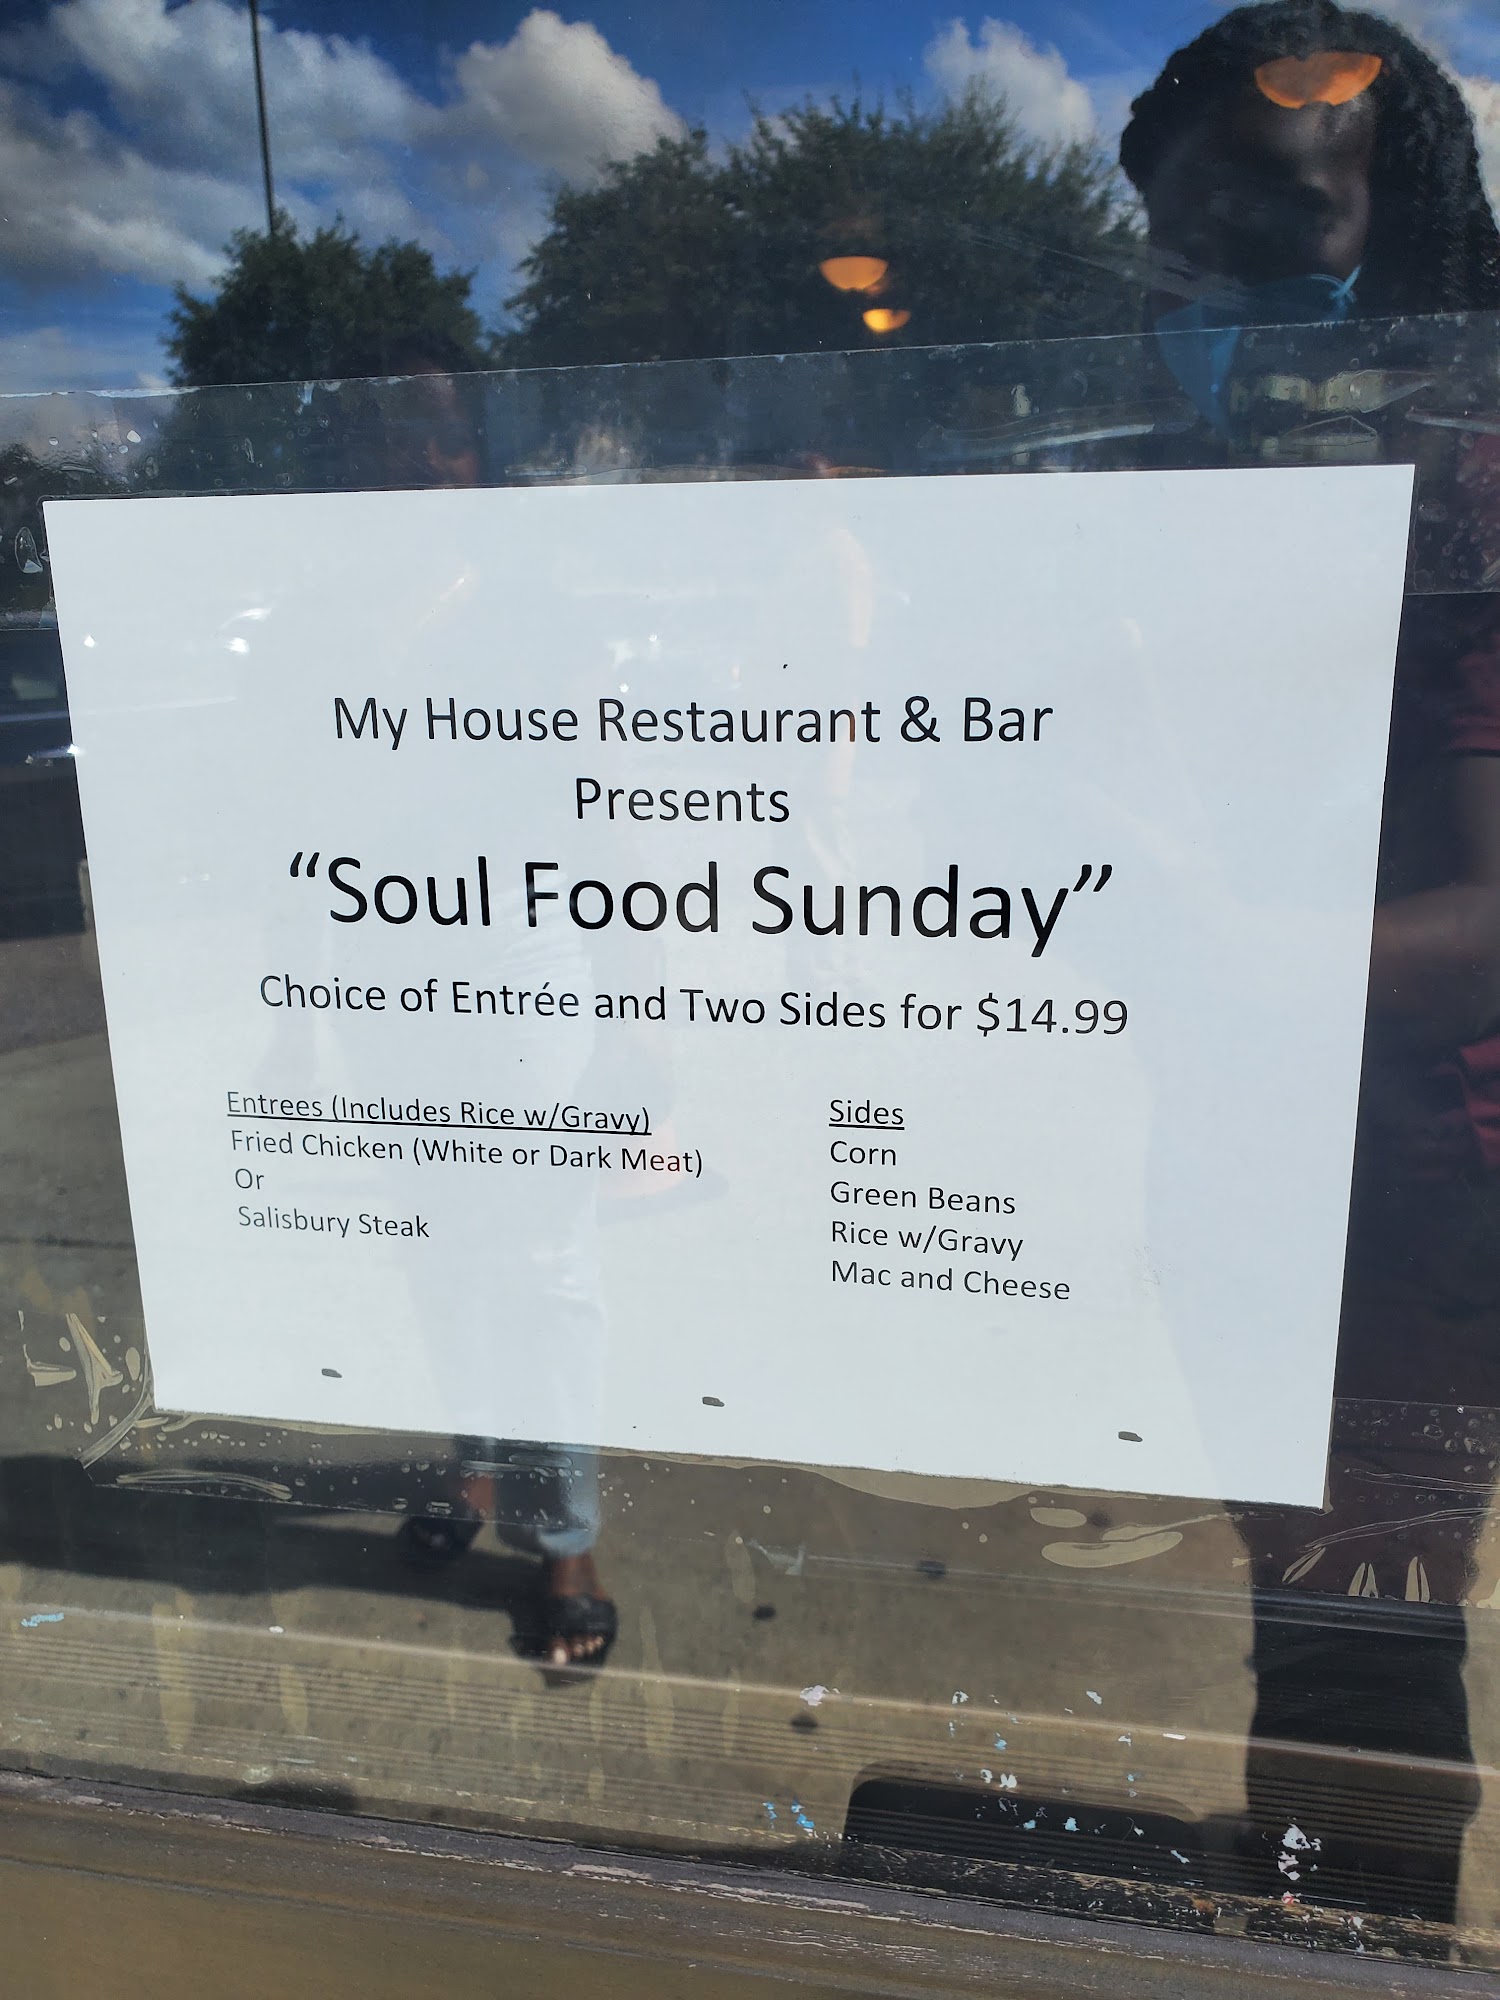 My House Restaurant & Bar
Presents
“Soul Food Sunday”
Choice of Entrée and Two Sides for $14.99
Entrees (Includes Rice w/Gravy)
Fried Chicken (White or Dark Meat)
Or
Salisbury Steak
Sides
Corn
Green Beans
Rice w/Gravy
Mac and Cheese